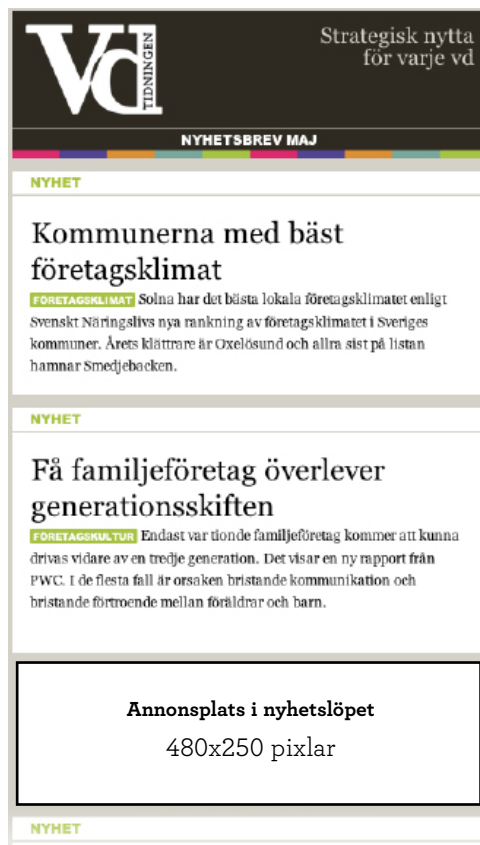 Vd
TIDNINGEN
Strategisk nytta
för varje vd
NYHETSBREV MAJ
NYHET
Kommunerna med bäst
företagsklimat
FÖRETAGSKLIMAT Solna har det bästa lokala företagsklimatet enligt
Svenskt Näringslivs nya rankning av företagsklimatet i Sveriges
kommuner. Årets klättrare är Oxelösund och allra sist på listan
hamnar Smedjebacken.
NYHET
Få familjeföretag överlever
generationsskiften
FÖRETAGSKULTUR Endast var tionde familjeföretag kommer att kunna
drivas vidare av en tredje generation. Det visar en ny rapport från
PWC. I de flesta fall är orsaken bristande kommunikation och
bristande förtroende mellan föräldrar och barn.
Annonsplats i nyhetslöpet
480x250 pixlar
NYHET